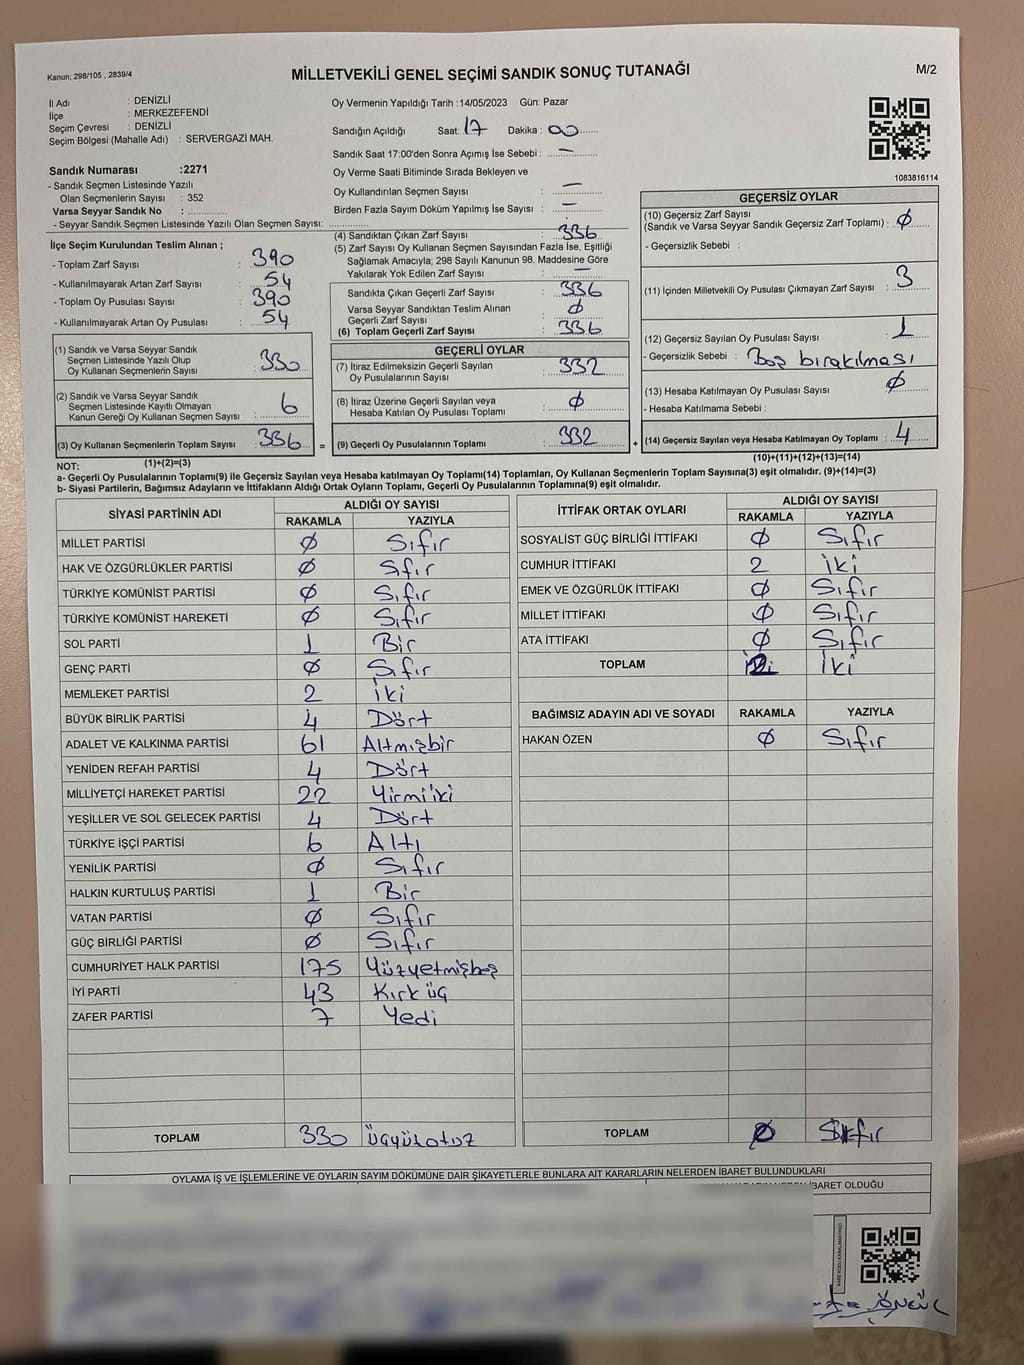 Kanun; 298/105 , 2839/4
MİLLETVEKİLİ GENEL SEÇİMİ SANDIK SONUÇ TUTANAĞI
M/2
İl Adı : DENİZLİ
İlçe : MERKEZEFENDİ
Seçim Çevresi : DENİZLİ
Seçim Bölgesi (Mahalle Adı) : SERVERGAZİ MAH.
Oy Vermenin Yapıldığı Tarih :14/05/2023 Gün: Pazar
Sandığın Açıldığı Saat: 17 Dakika : 00
Sandık Saat 17:00'den Sonra Açımış İse Sebebi : —
Oy Verme Saati Bitiminde Sırada Bekleyen ve
Oy Kullandırılan Seçmen Sayısı : —
Birden Fazla Sayım Döküm Yapılmış İse Sayısı : —
1083816114
Sandık Numarası :2271
- Sandık Seçmen Listesinde Yazılı
Olan Seçmenlerin Sayısı : 352
Varsa Seyyar Sandık No :
- Seyyar Sandık Seçmen Listesinde Yazılı Olan Seçmen Sayısı:
İlçe Seçim Kurulundan Teslim Alınan ;
- Toplam Zarf Sayısı : 390
- Kullanılmayarak Artan Zarf Sayısı : 54
- Toplam Oy Pusulası Sayısı : 390
- Kullanılmayarak Artan Oy Pusulası : 54
(1) Sandık ve Varsa Seyyar Sandık
Seçmen Listesinde Yazılı Olup
Oy Kullanan Seçmenlerin Sayısı : 330
(2) Sandık ve Varsa Seyyar Sandık
Seçmen Listesinde Kayıtlı Olmayan
Kanun Gereği Oy Kullanan Seçmen Sayısı : 6
(3) Oy Kullanan Seçmenlerin Toplam Sayısı : 336
(1)+(2)=(3)
(4) Sandıktan Çıkan Zarf Sayısı : 336
(5) Zarf Sayısı Oy Kullanan Seçmen Sayısından Fazla İse, Eşitliği
Sağlamak Amacıyla; 298 Sayılı Kanunun 98. Maddesine Göre
Yakılarak Yok Edilen Zarf Sayısı : —
Sandıkta Çıkan Geçerli Zarf Sayısı : 336
Varsa Seyyar Sandıktan Teslim Alınan
Geçerli Zarf Sayısı : Ø
(6) Toplam Geçerli Zarf Sayısı : 336
GEÇERLİ OYLAR
(7) İtiraz Edilmeksizin Geçerli Sayılan
Oy Pusulalarının Sayısı : 332
(8) İtiraz Üzerine Geçerli Sayılan veya
Hesaba Katılan Oy Pusulası Toplamı : Ø
= (9) Geçerli Oy Pusulalarının Toplamı : 332
GEÇERSİZ OYLAR
(10) Geçersiz Zarf Sayısı
(Sandık ve Varsa Seyyar Sandık Geçersiz Zarf Toplamı) : Ø
- Geçersizlik Sebebi :
(11) İçinden Milletvekili Oy Pusulası Çıkmayan Zarf Sayısı : 3
(12) Geçersiz Sayılan Oy Pusulası Sayısı : 1
- Geçersizlik Sebebi : Boş bırakılması
(13) Hesaba Katılmayan Oy Pusulası Sayısı : Ø
- Hesaba Katılmama Sebebi :
+ (14) Geçersiz Sayılan veya Hesaba Katılmayan Oy Toplamı : 4
(10)+(11)+(12)+(13)=(14)
NOT:
a- Geçerli Oy Pusulalarının Toplamı(9) ile Geçersiz Sayılan veya Hesaba katılmayan Oy Toplamı(14) Toplamları, Oy Kullanan Seçmenlerin Toplam Sayısına(3) eşit olmalıdır. (9)+(14)=(3)
b- Siyasi Partilerin, Bağımsız Adayların ve İttifakların Aldığı Ortak Oyların Toplamı, Geçerli Oy Pusulalarının Toplamına(9) eşit olmalıdır.
SİYASİ PARTİNİN ADI ALDIĞI OY SAYISI
RAKAMLA YAZIYLA
MİLLET PARTİSİ Ø Sıfır
HAK VE ÖZGÜRLÜKLER PARTİSİ Ø Sfır
TÜRKİYE KOMÜNİST PARTİSİ Ø Sıfır
TÜRKİYE KOMÜNİST HAREKETİ Ø Sıfır
SOL PARTİ 1 Bir
GENÇ PARTİ Ø Sıfır
MEMLEKET PARTİSİ 2 İki
BÜYÜK BİRLİK PARTİSİ 4 Dört
ADALET VE KALKINMA PARTİSİ 61 Altmışbir
YENİDEN REFAH PARTİSİ 4 Dört
MİLLİYETÇİ HAREKET PARTİSİ 22 Yirmiiki
YEŞİLLER VE SOL GELECEK PARTİSİ 4 Dört
TÜRKİYE İŞÇİ PARTİSİ 6 Altı
YENİLİK PARTİSİ Ø Sıfır
HALKIN KURTULUŞ PARTİSİ 1 Bir
VATAN PARTİSİ Ø Sıfır
GÜÇ BİRLİĞİ PARTİSİ Ø Sıfır
CUMHURİYET HALK PARTİSİ 175 Yüzyetmişbeş
İYİ PARTİ 43 Kırk üç
ZAFER PARTİSİ 7 Yedi
TOPLAM 330 üçyüzotuz
İTTİFAK ORTAK OYLARI ALDIĞI OY SAYISI
RAKAMLA YAZIYLA
SOSYALİST GÜÇ BİRLİĞİ İTTİFAKI Ø Sıfır
CUMHUR İTTİFAKI 2 İki
EMEK VE ÖZGÜRLÜK İTTİFAKI Ø Sıfır
MİLLET İTTİFAKI Ø Sıfır
ATA İTTİFAKI Ø Sıfır
TOPLAM 2 İki
BAĞIMSIZ ADAYIN ADI VE SOYADI RAKAMLA YAZIYLA
HAKAN ÖZEN Ø Sıfır
TOPLAM Ø Sıfır
OYLAMA İŞ VE İŞLEMLERİNE VE OYLARIN SAYIM DÖKÜMÜNE DAİR ŞİKAYETLERLE BUNLARA AİT KARARLARIN NELERDEN İBARET BULUNDUKLARI
İBARET OLDUĞU
ÖNCÜL